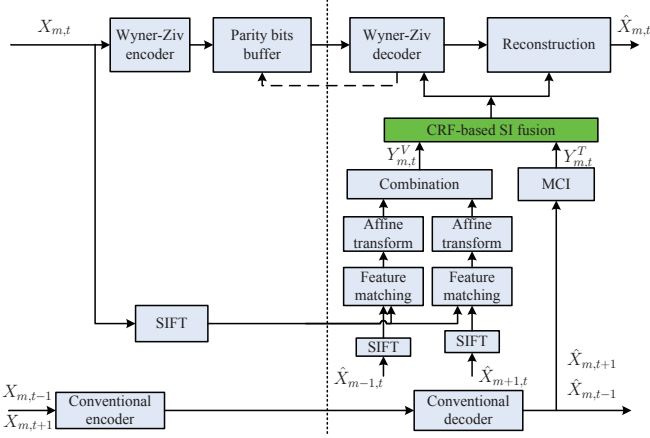 X_{m,t}
Wyner-Ziv
encoder
Parity bits
buffer
Wyner-Ziv
decoder
Reconstruction
\hat{X}_{m,t}
CRF-based SI fusion
Y^{V}_{m,t}
Y^{T}_{m,t}
Combination
MCI
Affine
transform
Affine
transform
Feature
matching
Feature
matching
SIFT
SIFT
SIFT
\hat{X}_{m-1,t}
\hat{X}_{m+1,t}
\hat{X}_{m,t+1}
\hat{X}_{m,t-1}
X_{m,t-1}
X_{m,t+1}
Conventional
encoder
Conventional
decoder